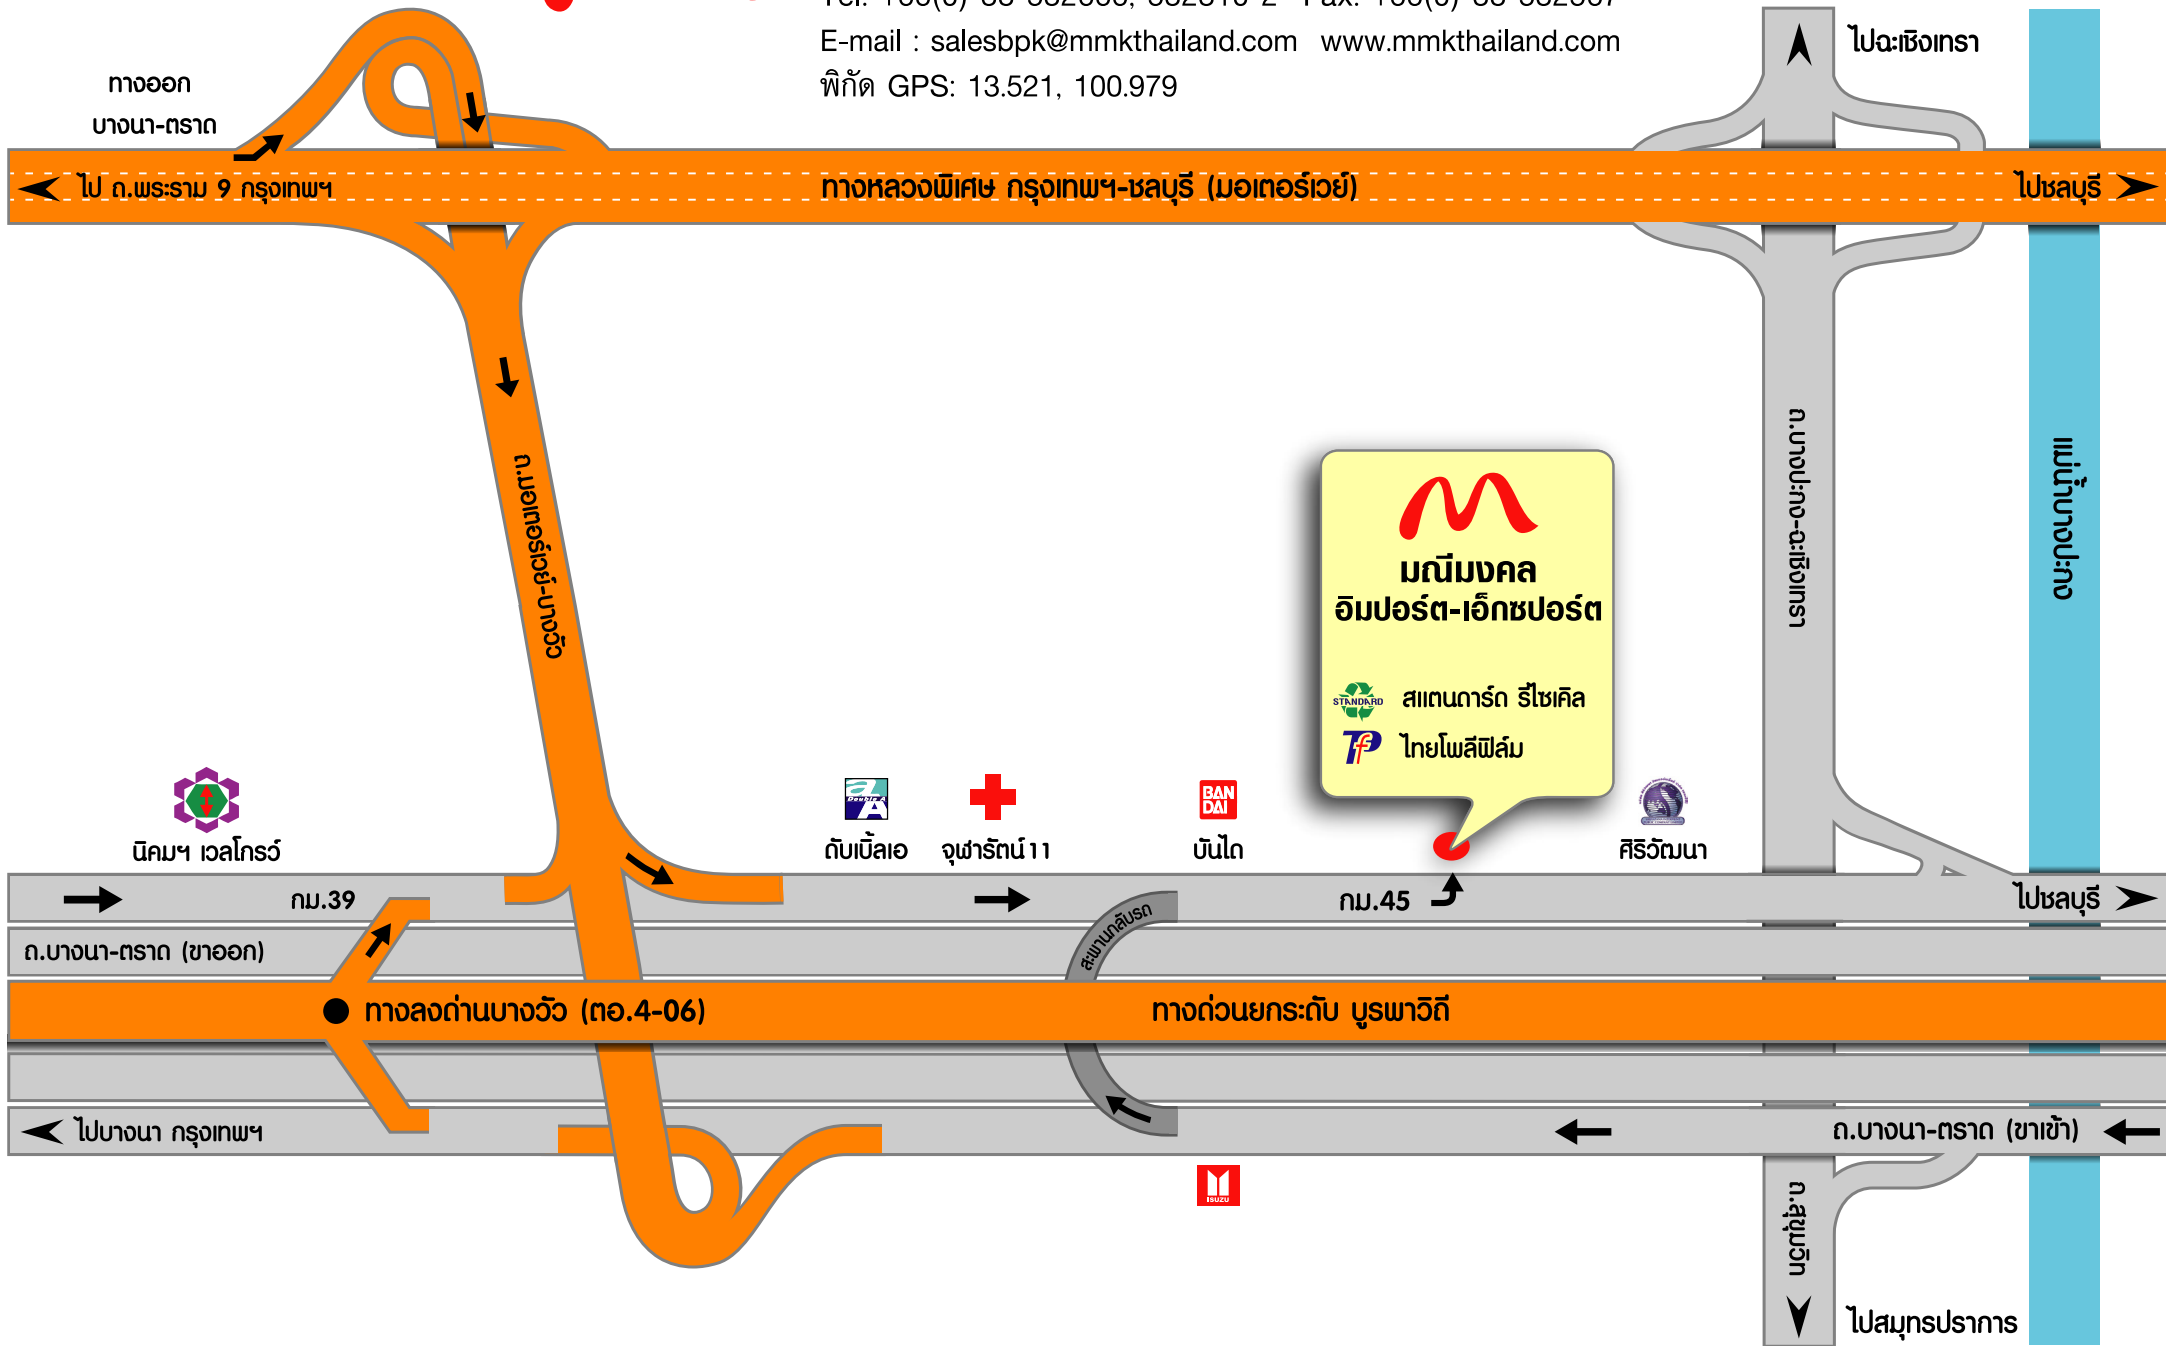 E-mail : salesbpk@mmkthailand.com www.mmkthailand.com
พิกัด GPS: 13.521, 100.979
ไปฉะเชิงเทรา
ทางออก
บางนา-ตราด
ไป ถ.พระราม 9 กรุงเทพฯ
ทางหลวงพิเศษ กรุงเทพฯ-ชลบุรี (มอเตอร์เวย์)
ไปชลบุรี
ถ.มอเตอร์เวย์-บางวัว
ถ.บางปะกง-ฉะเชิงเทรา
แม่น้ำบางปะกง
มณีมงคล
อิมปอร์ต-เอ็กซปอร์ต
STANDARD
สแตนดาร์ด รีไซเคิล
TfP
ไทยโพลีฟิล์ม
นิคมฯ เวลโกรว์
Double A
ดับเบิ้ลเอ
จุฬารัตน์ 11
BAN
DAI
บันได
ศิริวัฒนา
กม.39
กม.45
ไปชลบุรี
สะพานกลับรถ
ถ.บางนา-ตราด (ขาออก)
ทางลงด่านบางวัว (ตอ.4-06)
ทางด่วนยกระดับ บูรพาวิถี
ไปบางนา กรุงเทพฯ
ถ.บางนา-ตราด (ขาเข้า)
ISUZU
ถ.สุขุมวิท
ไปสมุทรปราการ